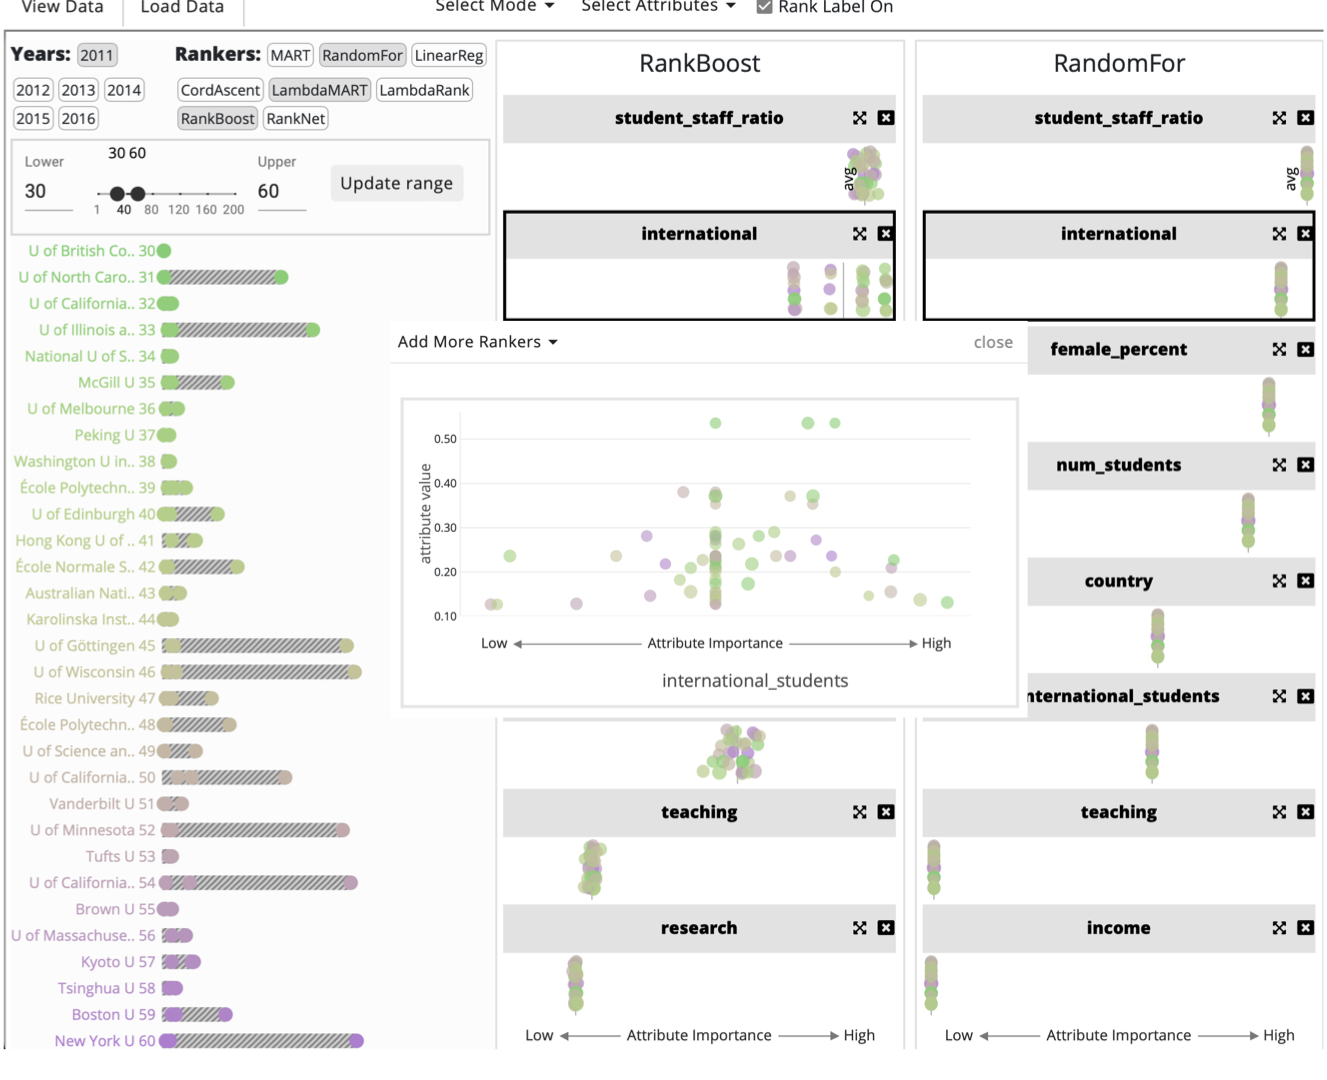 View Data
Load Data
Select Mode
Select Attributes
Rank Label On
Years: 2011
2012 2013 2014
2015 2016
Rankers: MART RandomFor LinearReg
CordAscent LambdaMART LambdaRank
RankBoost RankNet
Lower
30
30 60
1 40 80 120 160 200
Upper
60
Update range
U of British Co.. 30
U of North Caro.. 31
U of California.. 32
U of Illinois a.. 33
National U of S.. 34
McGill U 35
U of Melbourne 36
Peking U 37
Washington U in.. 38
École Polytechn.. 39
U of Edinburgh 40
Hong Kong U of .. 41
École Normale S.. 42
Australian Nati.. 43
Karolinska Inst.. 44
U of Göttingen 45
U of Wisconsin 46
Rice University 47
École Polytechn.. 48
U of Science an.. 49
U of California.. 50
Vanderbilt U 51
U of Minnesota 52
Tufts U 53
U of California.. 54
Brown U 55
U of Massachuse.. 56
Kyoto U 57
Tsinghua U 58
Boston U 59
New York U 60
RankBoost
student_staff_ratio
avg
international
Add More Rankers
close
attribute value
0.50
0.40
0.30
0.20
0.10
Low
Attribute Importance
High
international_students
teaching
research
Low
Attribute Importance
High
RandomFor
student_staff_ratio
avg
international
female_percent
num_students
country
nternational_students
teaching
income
Low
Attribute Importance
High